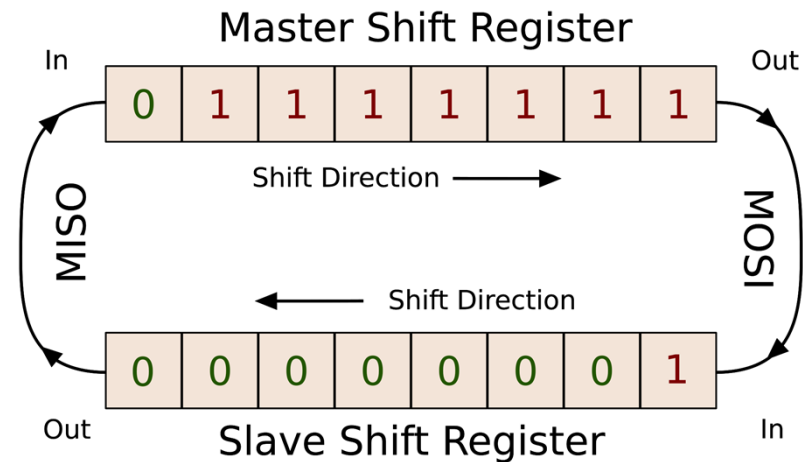 Master Shift Register
In
Out
0 1 1 1 1 1 1 1
Shift Direction
MISO
MOSI
Shift Direction
0 0 0 0 0 0 0 1
Out
In
Slave Shift Register